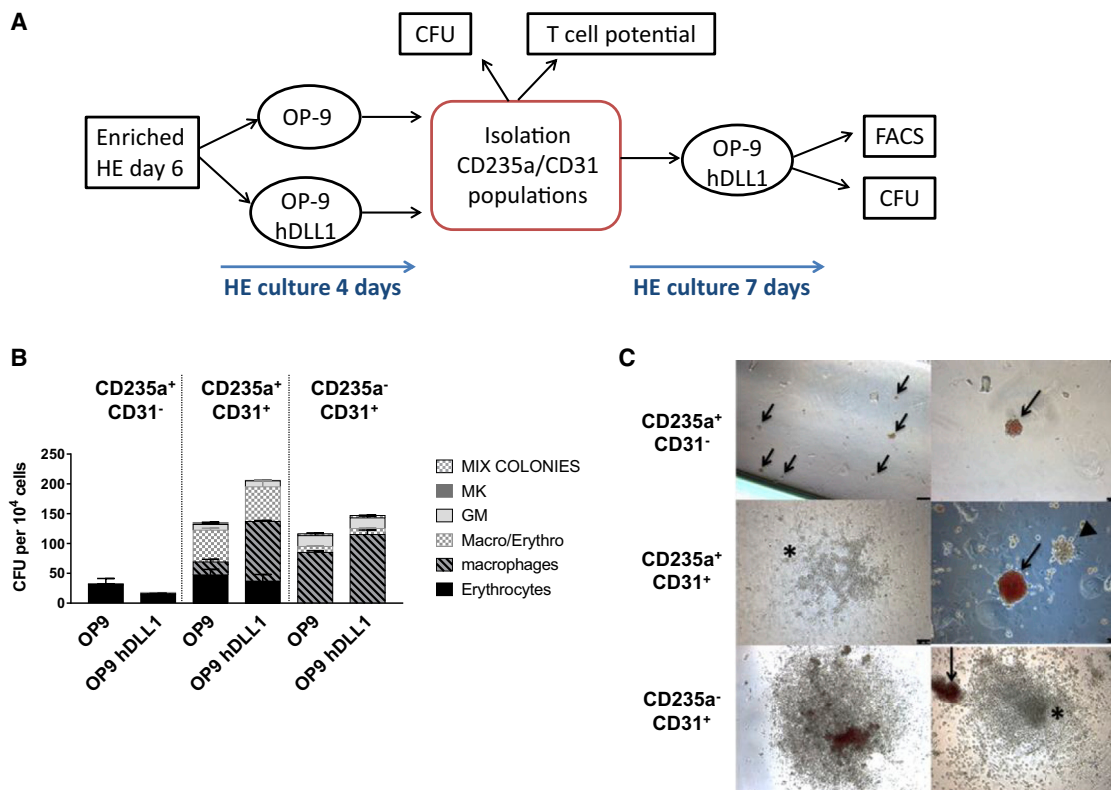 A
CFU
T cell potential
Enriched
HE day 6
OP-9
OP-9
hDLL1
Isolation
CD235a/CD31
populations
OP-9
hDLL1
FACS
CFU
HE culture 4 days
HE culture 7 days
B
CD235a+
CD31-
CD235a+
CD31+
CD235a-
CD31+
CFU per 10⁴ cells
250
200
150
100
50
0
OP9
OP9 hDLL1
OP9
OP9 hDLL1
OP9
OP9 hDLL1
MIX COLONIES
MK
GM
Macro/Erythro
macrophages
Erythrocytes
C
CD235a+
CD31-
CD235a+
CD31+
*
CD235a-
CD31+
*